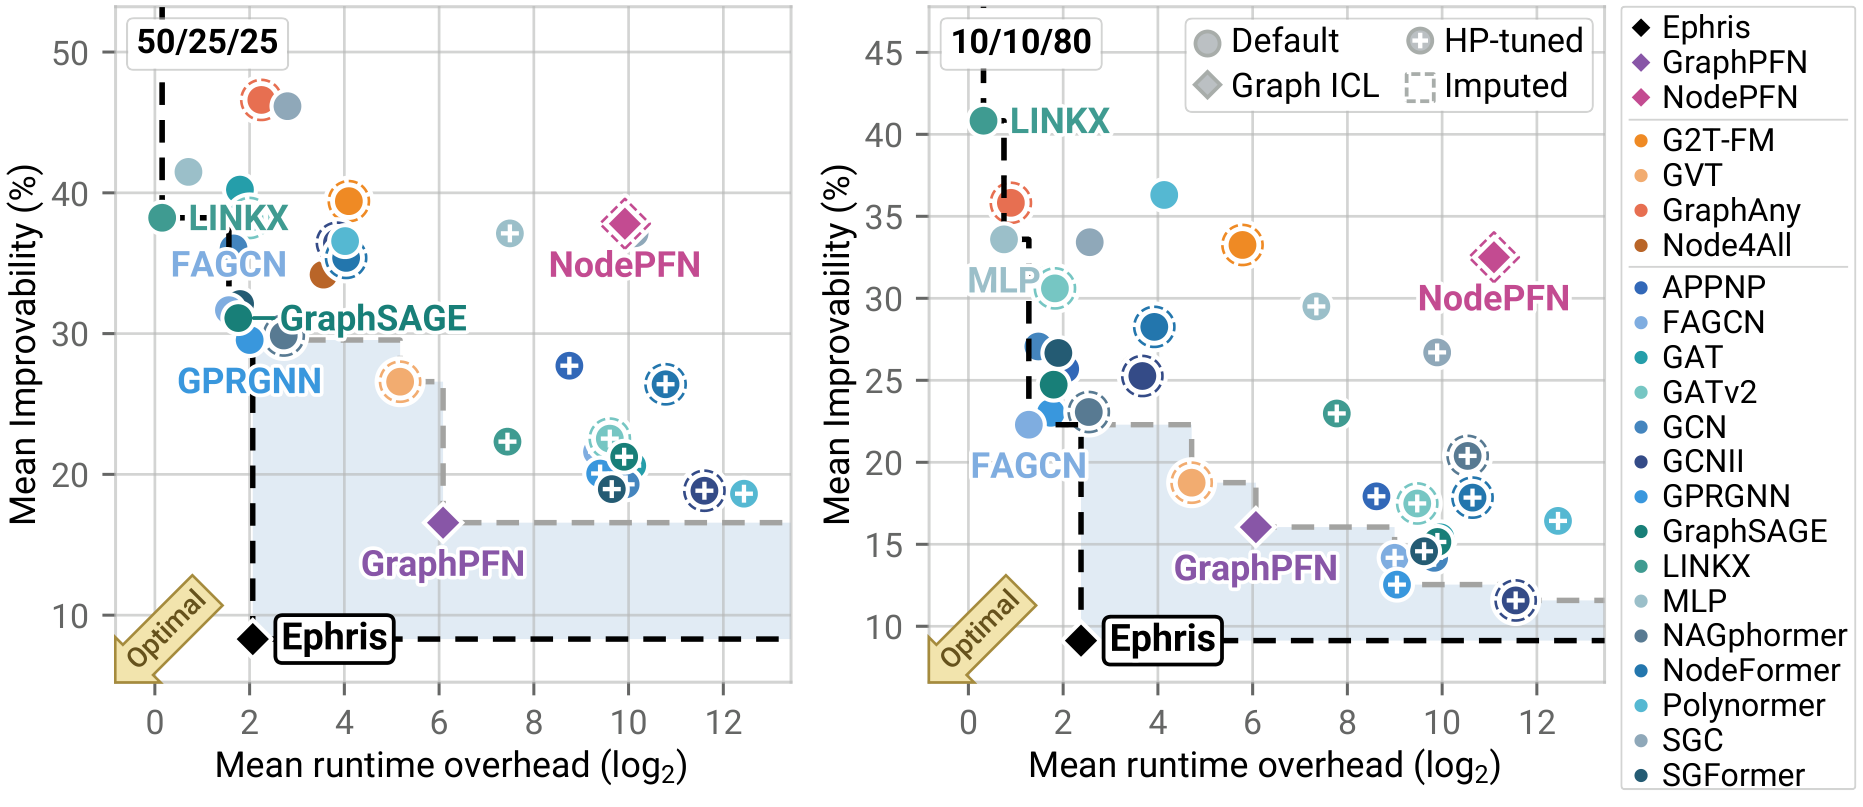 50/25/25
50
40
30
20
10
Mean Improvability (%)
LINKX
FAGCN
GraphSAGE
GPRGNN
NodePFN
GraphPFN
Ephris
Optimal
0 2 4 6 8 10 12
Mean runtime overhead (log2)
10/10/80
Default
HP-tuned
Graph ICL
Imputed
45
40
35
30
25
20
15
10
Mean Improvability (%)
LINKX
MLP
NodePFN
FAGCN
GraphPFN
Ephris
Optimal
0 2 4 6 8 10 12
Mean runtime overhead (log2)
Ephris
GraphPFN
NodePFN
G2T-FM
GVT
GraphAny
Node4All
APPNP
FAGCN
GAT
GATv2
GCN
GCNII
GPRGNN
GraphSAGE
LINKX
MLP
NAGphormer
NodeFormer
Polynormer
SGC
SGFormer